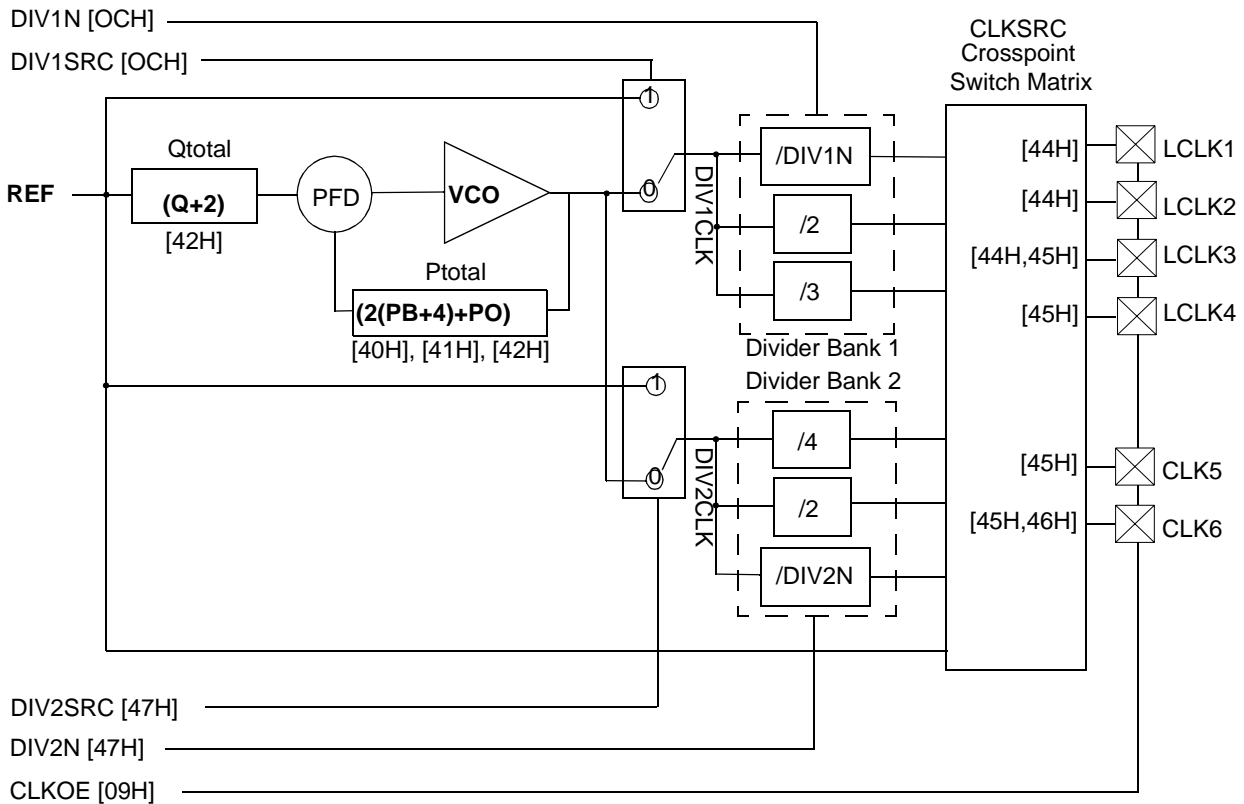 DIV1N [OCH]
DIV1SRC [OCH]
CLKSRC
Crosspoint
Switch Matrix
1
Qtotal
REF
(Q+2)
[42H]
PFD
VCO
0
DIV1CLK
/DIV1N
/2
/3
Divider Bank 1
Ptotal
(2(PB+4)+PO)
[40H], [41H], [42H]
[44H]
LCLK1
[44H]
LCLK2
[44H,45H]
LCLK3
[45H]
LCLK4
1
0
DIV2CLK
Divider Bank 2
/4
/2
/DIV2N
[45H]
CLK5
[45H,46H]
CLK6
DIV2SRC [47H]
DIV2N [47H]
CLKOE [09H]